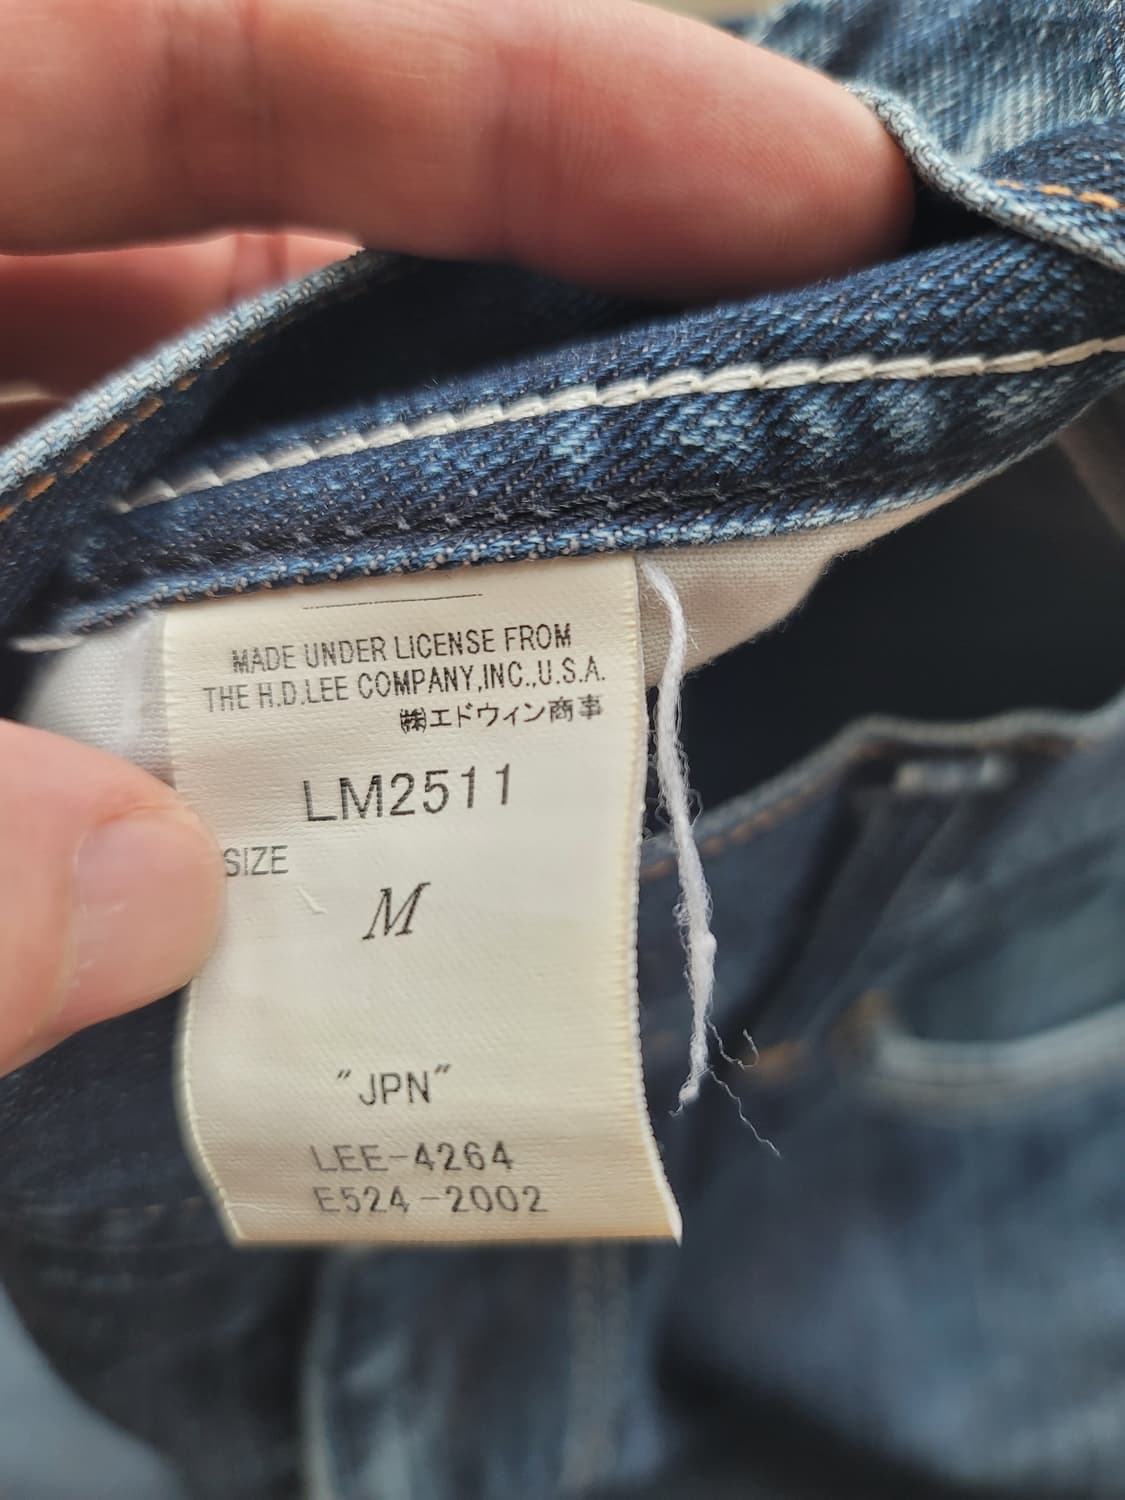 MADE UNDER LICENSE FROM
THE H.D.LEE COMPANY,INC.,U.S.A.
㈱エドウィン商事
LM2511
SIZE
M
"JPN"
LEE-4264
E524-2002